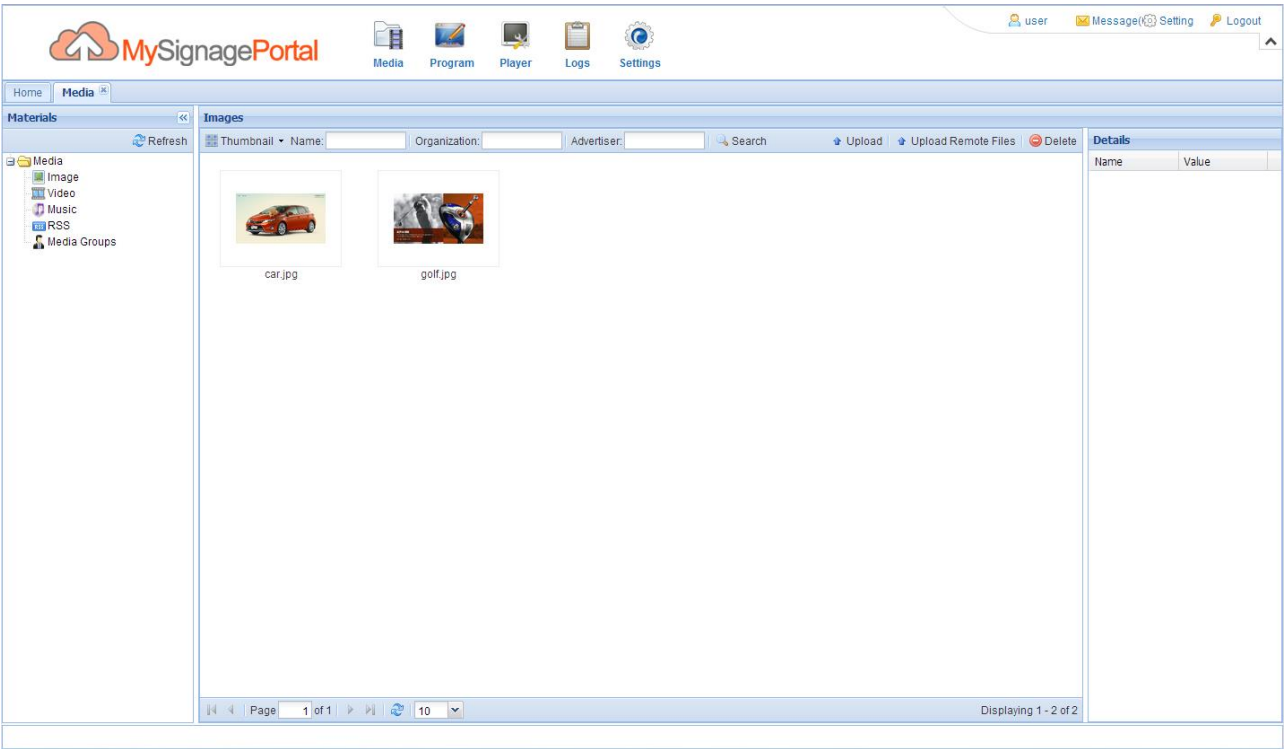 MySignagePortal
Media
Program
Player
Logs
Settings
user
Message(
Setting
Logout
Home
Media
Materials
Refresh
Media
Image
Video
Music
RSS
Media Groups
Images
Thumbnail
Name:
Organization:
Advertiser:
Search
Upload
Upload Remote Files
Delete
car.jpg
golf.jpg
Details
Name Value
Page 1 of 1
10
Displaying 1 - 2 of 2